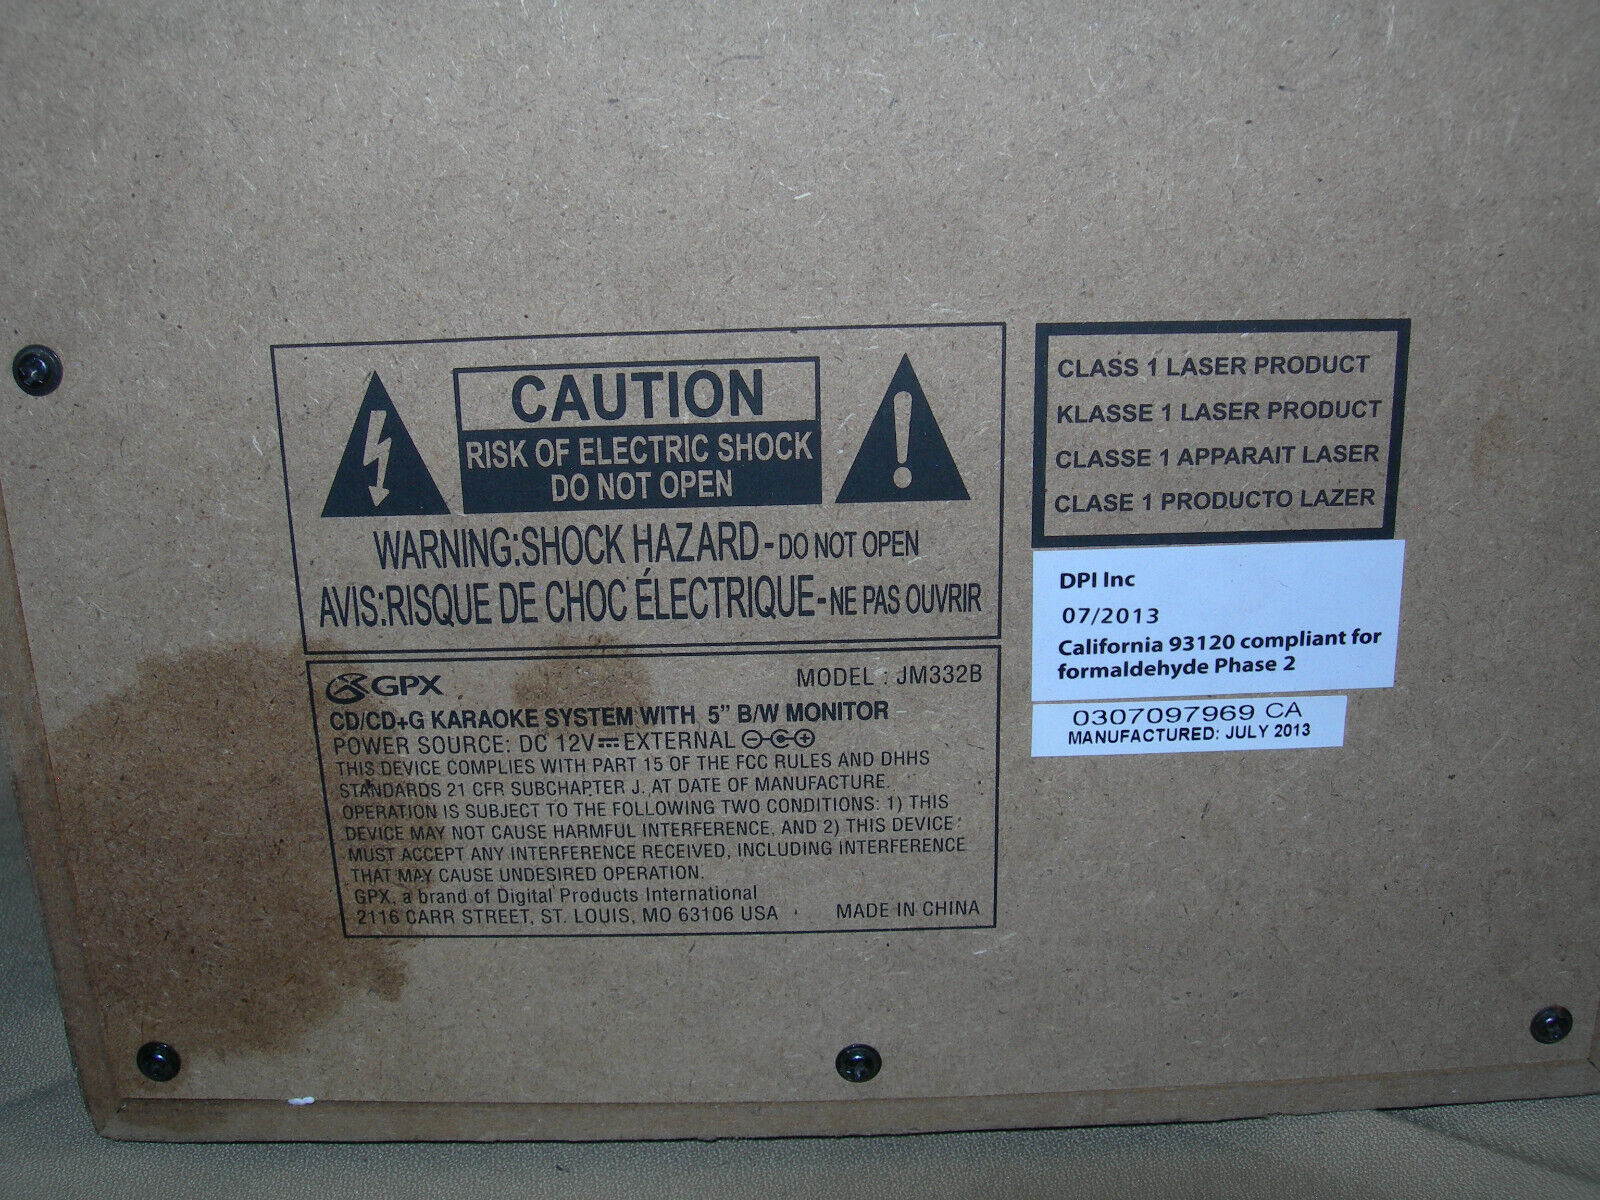 CAUTION
RISK OF ELECTRIC SHOCK
DO NOT OPEN
WARNING:SHOCK HAZARD-DO NOT OPEN
AVIS:RISQUE DE CHOC ÉLECTRIQUE-NE PAS OUVRIR
GPX
MODEL : JM332B
CD/CD+G KARAOKE SYSTEM WITH 5” B/W MONITOR
POWER SOURCE: DC 12V EXTERNAL
THIS DEVICE COMPLIES WITH PART 15 OF THE FCC RULES AND DHHS
STANDARDS 21 CFR SUBCHAPTER J. AT DATE OF MANUFACTURE.
OPERATION IS SUBJECT TO THE FOLLOWING TWO CONDITIONS: 1) THIS
DEVICE MAY NOT CAUSE HARMFUL INTERFERENCE, AND 2) THIS DEVICE
MUST ACCEPT ANY INTERFERENCE RECEIVED, INCLUDING INTERFERENCE
THAT MAY CAUSE UNDESIRED OPERATION.
GPX, a brand of Digital Products International
2116 CARR STREET, ST. LOUIS, MO 63106 USA
MADE IN CHINA
CLASS 1 LASER PRODUCT
KLASSE 1 LASER PRODUCT
CLASSE 1 APPARAIT LASER
CLASE 1 PRODUCTO LAZER
DPI Inc
07/2013
California 93120 compliant for
formaldehyde Phase 2
0307097969 CA
MANUFACTURED: JULY 2013